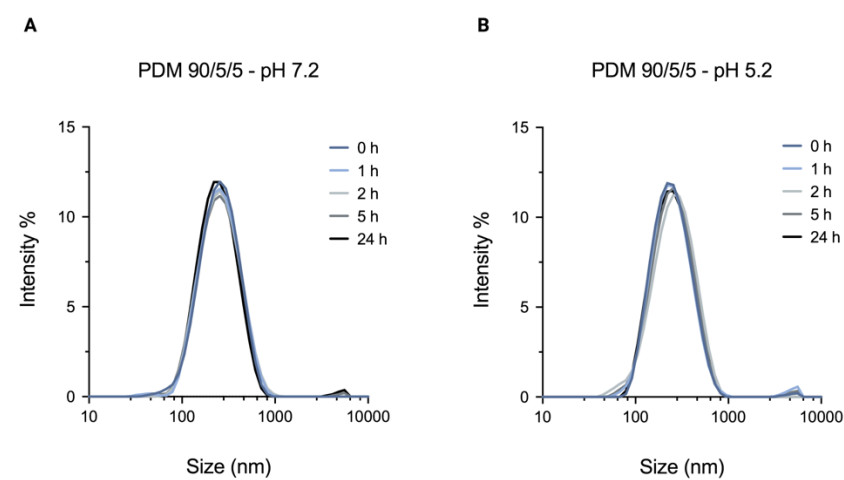 A
PDM 90/5/5 - pH 7.2
Intensity %
15
10
5
0
10
100
1000
10000
Size (nm)
0 h
1 h
2 h
5 h
24 h
B
PDM 90/5/5 - pH 5.2
Intensity %
15
10
5
0
10
100
1000
10000
Size (nm)
0 h
1 h
2 h
5 h
24 h